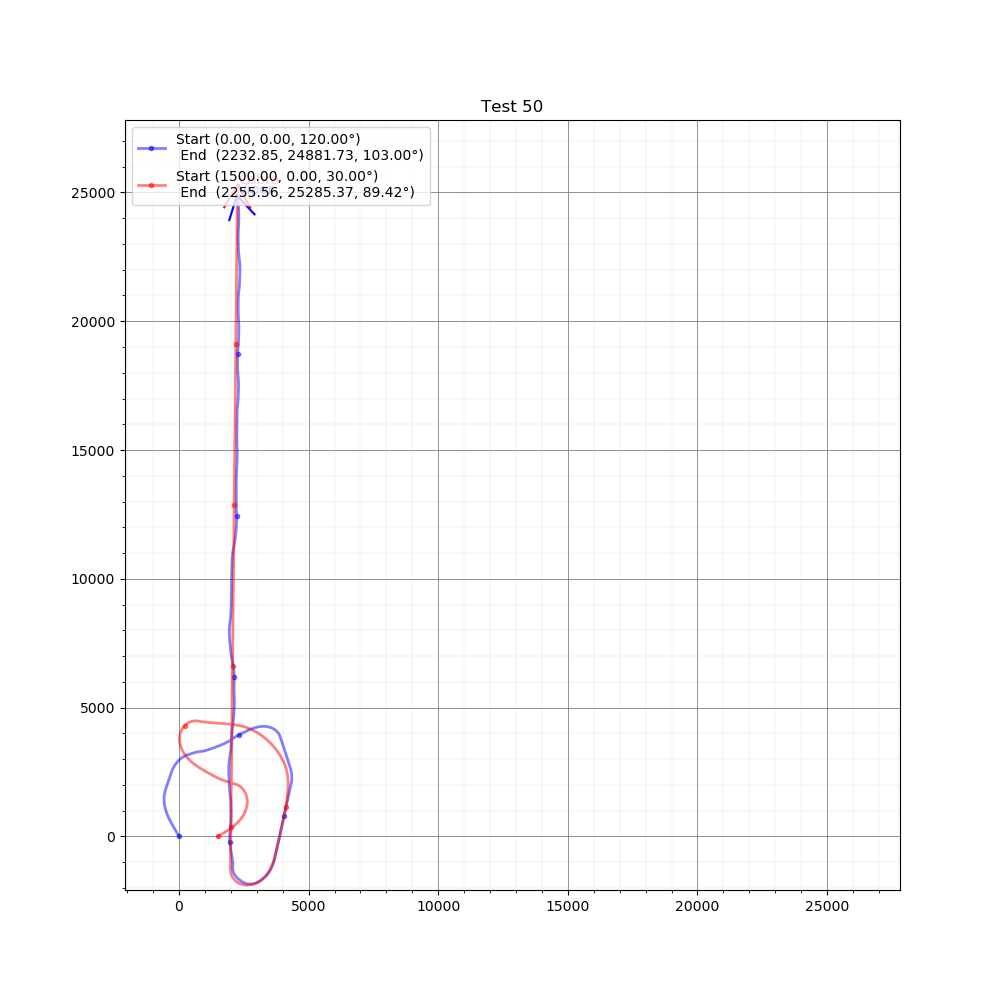 Test 50
Start (0.00, 0.00, 120.00°)
End  (2232.85, 24881.73, 103.00°)
Start (1500.00, 0.00, 30.00°)
End  (2255.56, 25285.37, 89.42°)
25000
20000
15000
10000
5000
0
0 5000 10000 15000 20000 25000